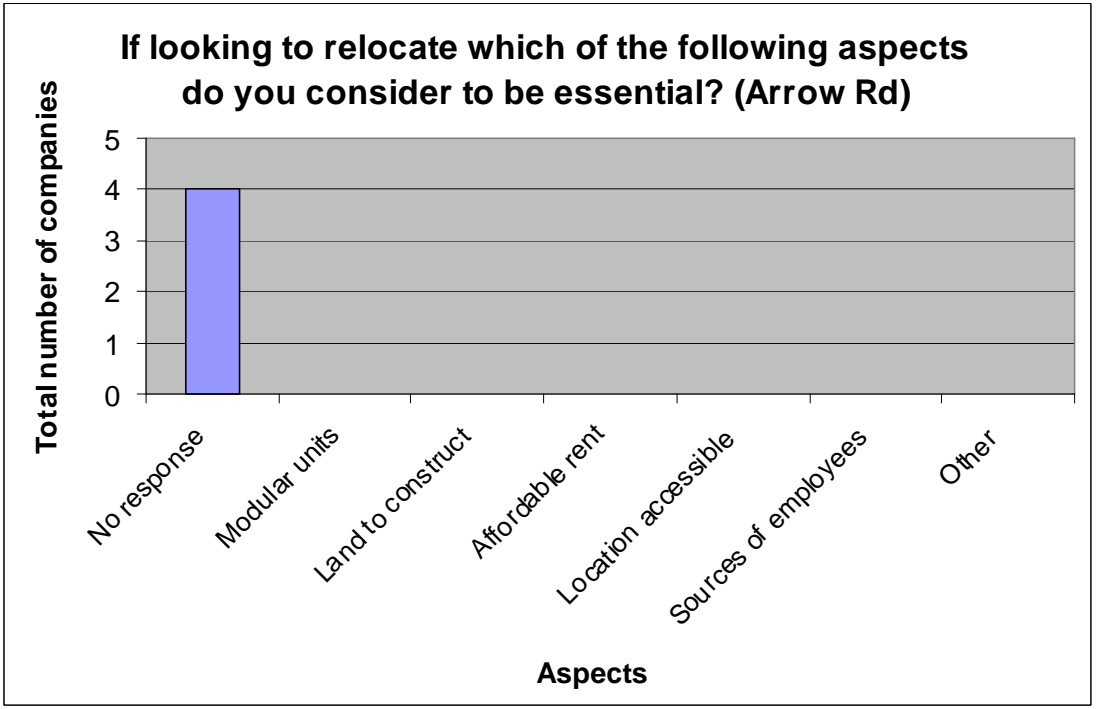 If looking to relocate which of the following aspects
do you consider to be essential? (Arrow Rd)
Total number of companies
5
4
3
2
1
0
No response
Modular units
Land to construct
Affordable rent
Location accessible
Sources of employees
Other
Aspects